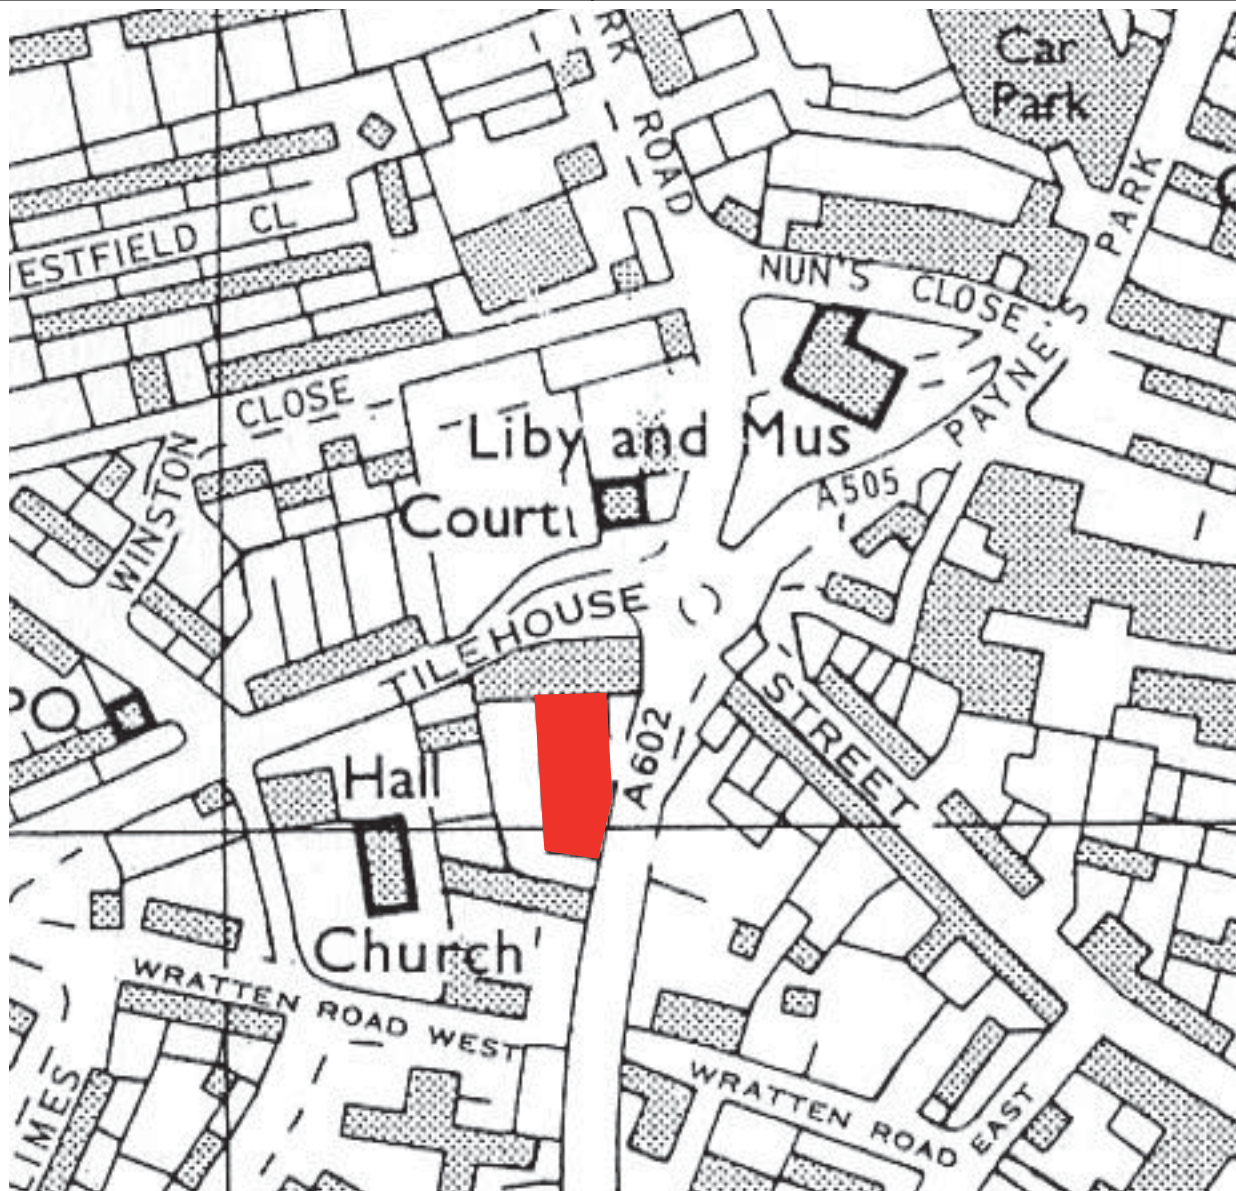 Car
Park
RK
ROAD
PARK
ESTFIELD CL
NUN'S CLOSE
PAYNE'S
CLOSE
Liby and Mus
WINSTON
A505
Court
TILEHOUSE
PO
STREET
A602
Hall
Church
WRATTEN ROAD WEST
WRATTEN ROAD EAST
LIMES